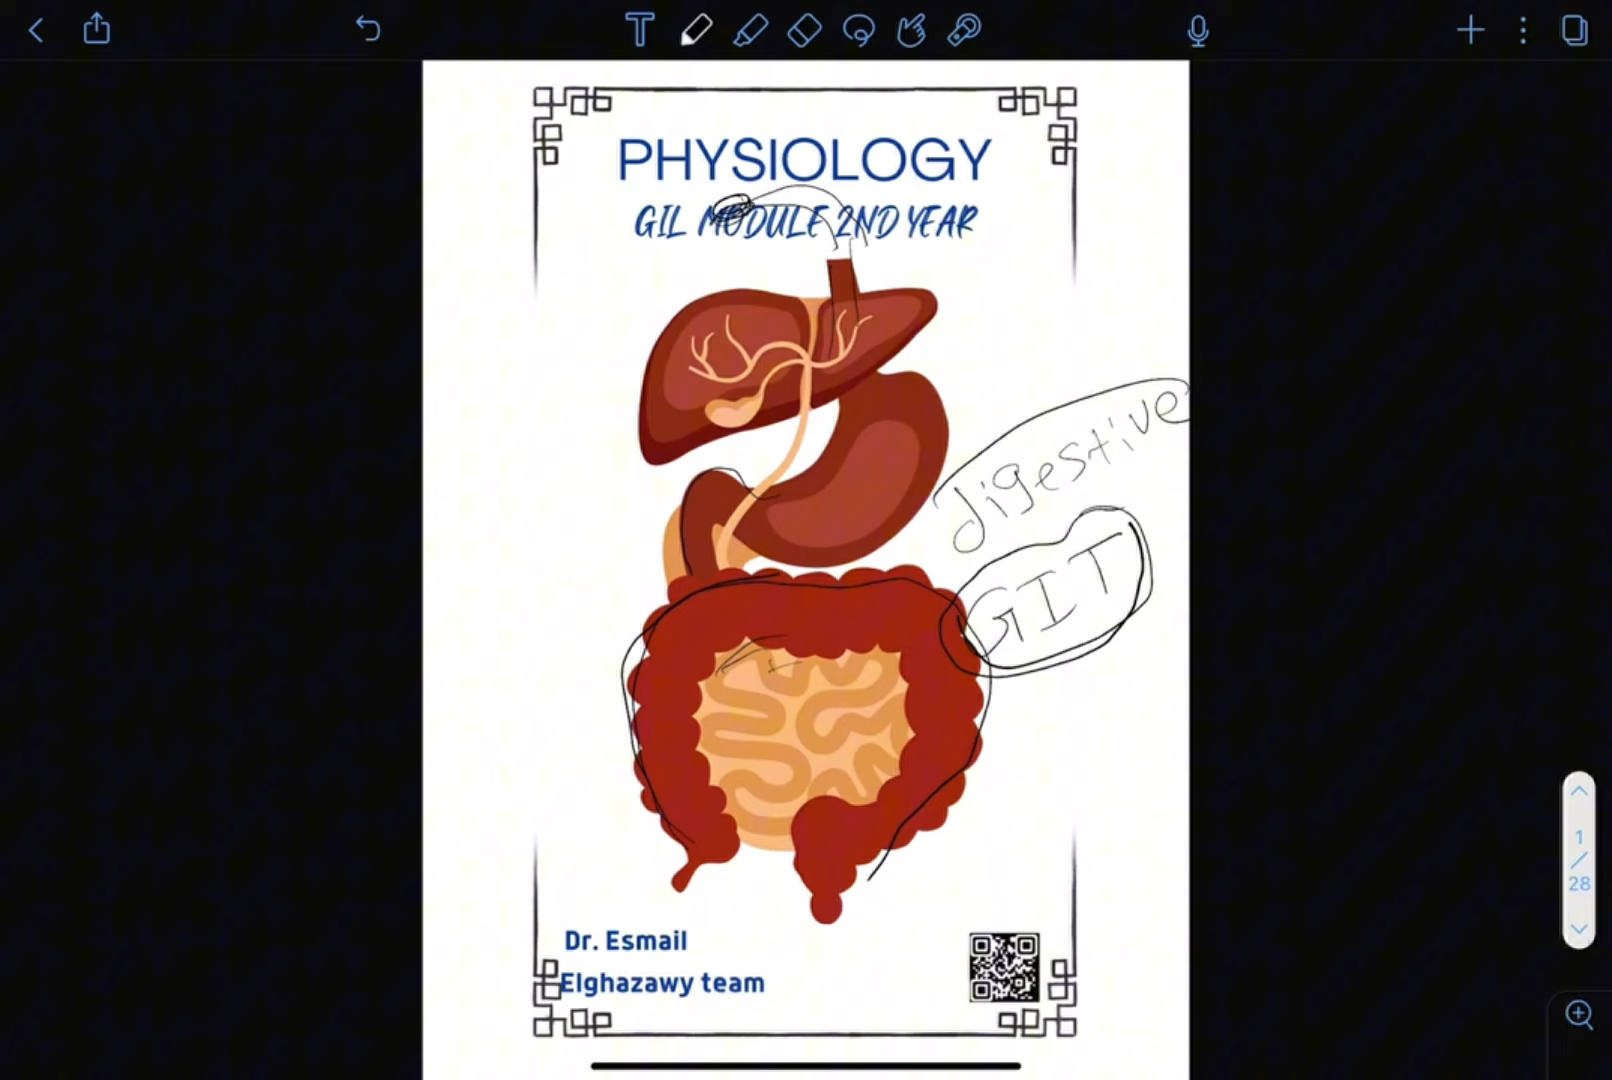 PHYSIOLOGY
GIL MODULE 2ND YEAR
digestive
GIT
Dr. Esmail
Elghazawy team
1
/
28